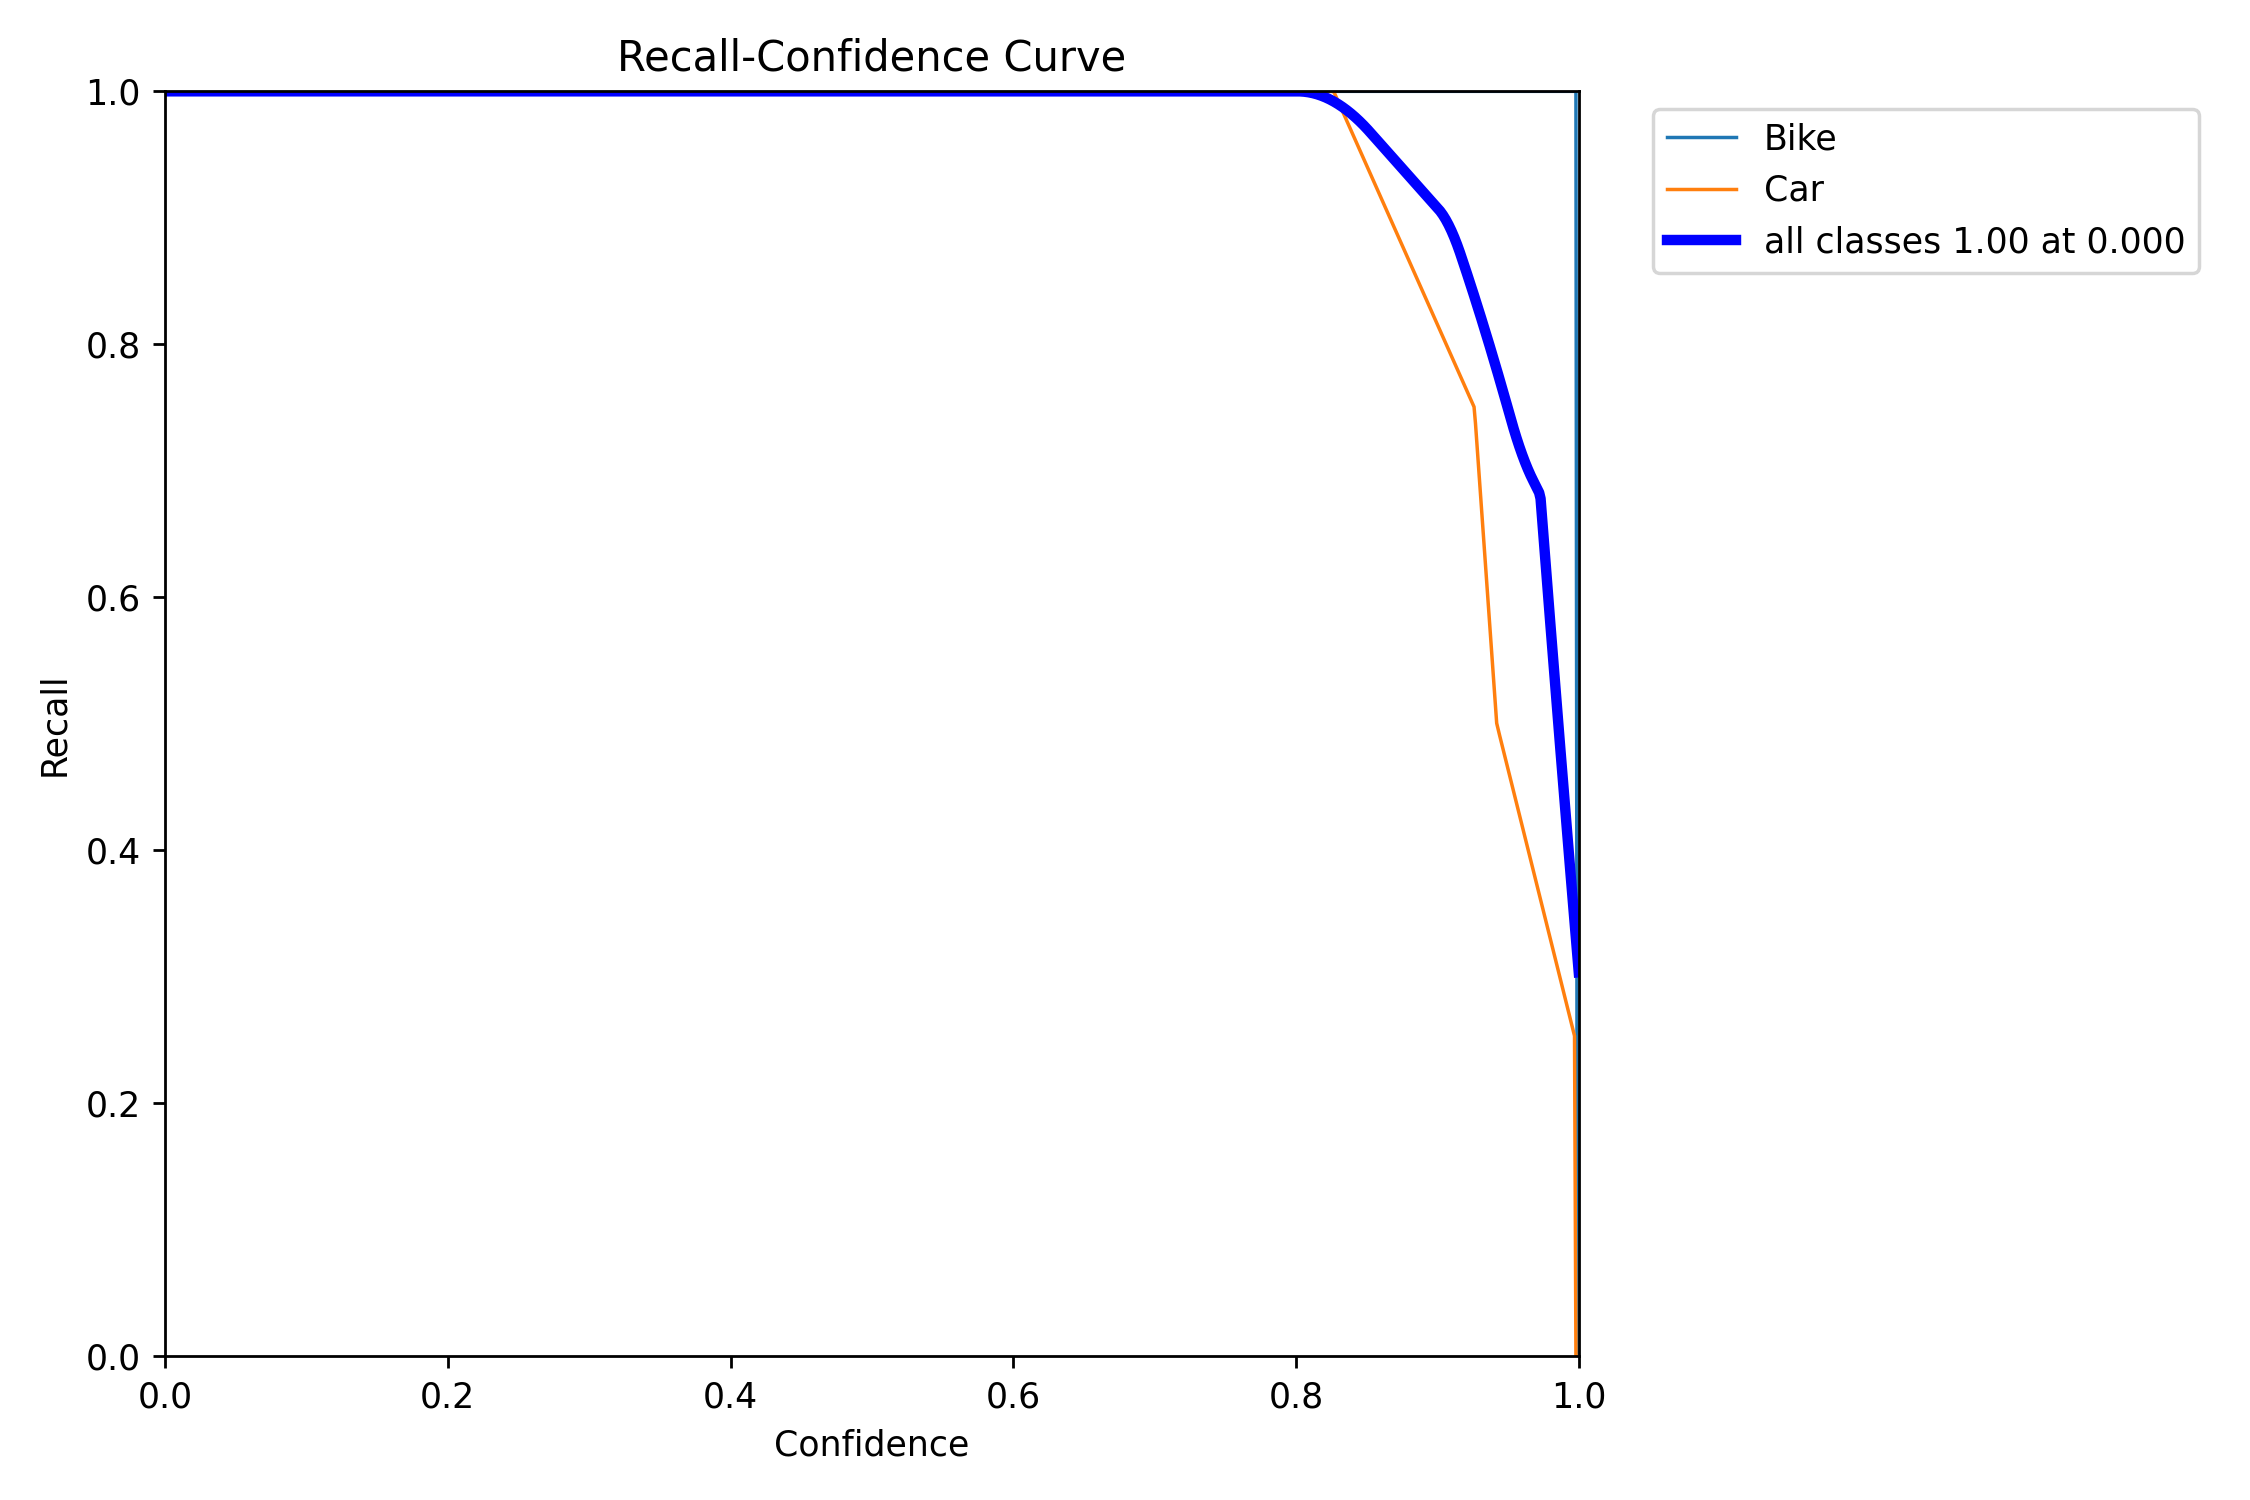 Recall-Confidence Curve
1.0
0.8
0.6
0.4
0.2
0.0
Recall
0.0 0.2 0.4 0.6 0.8 1.0
Confidence
Bike
Car
all classes 1.00 at 0.000